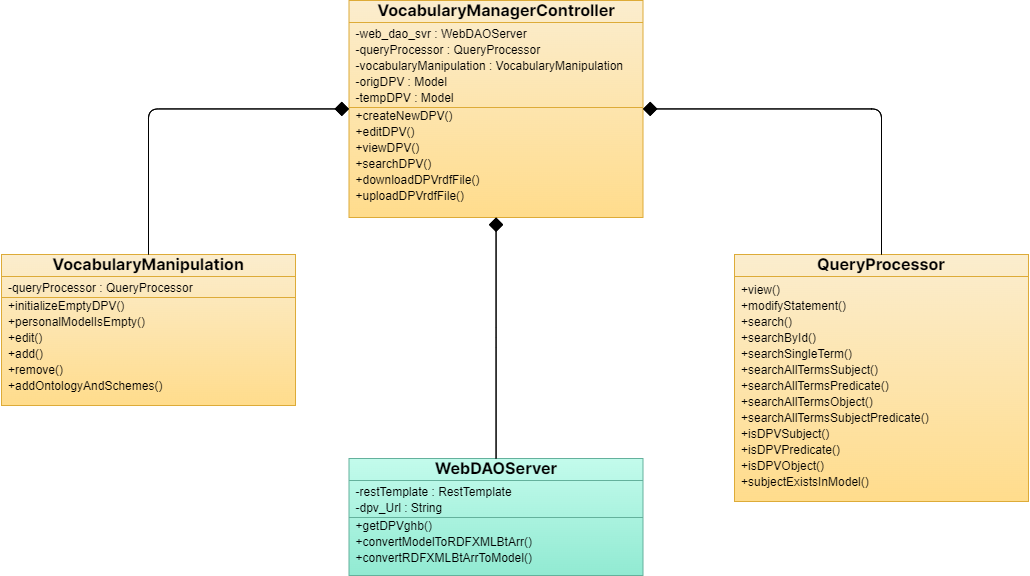 VocabularyManagerController
-web_dao_svr : WebDAOServer
-queryProcessor : QueryProcessor
-vocabularyManipulation : VocabularyManipulation
-origDPV : Model
-tempDPV : Model
+createNewDPV()
+editDPV()
+viewDPV()
+searchDPV()
+downloadDPVrdfFile()
+uploadDPVrdfFile()
VocabularyManipulation
-queryProcessor : QueryProcessor
+initializeEmptyDPV()
+personalModelIsEmpty()
+edit()
+add()
+remove()
+addOntologyAndSchemes()
QueryProcessor
+view()
+modifyStatement()
+search()
+searchById()
+searchSingleTerm()
+searchAllTermsSubject()
+searchAllTermsPredicate()
+searchAllTermsObject()
+searchAllTermsSubjectPredicate()
+isDPVSubject()
+isDPVPredicate()
+isDPVObject()
+subjectExistsInModel()
WebDAOServer
-restTemplate : RestTemplate
-dpv_Url : String
+getDPVghb()
+convertModelToRDFXMLBtArr()
+convertRDFXMLBtArrToModel()